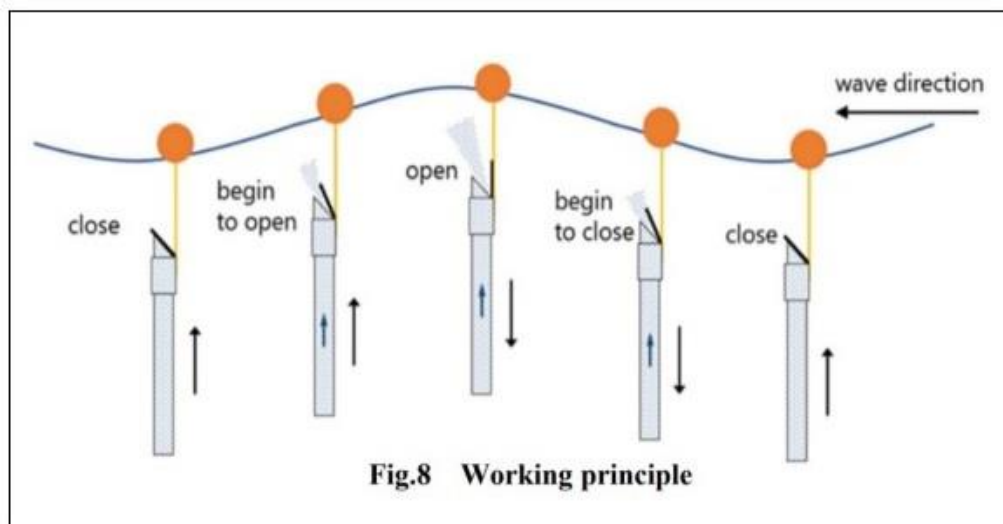 wave direction
open
begin
to open
begin
to close
close
close
Fig.8 Working principle